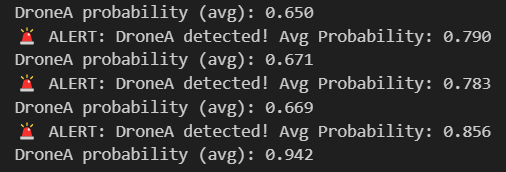 DroneA probability (avg): 0.650
🚨 ALERT: DroneA detected! Avg Probability: 0.790
DroneA probability (avg): 0.671
🚨 ALERT: DroneA detected! Avg Probability: 0.783
DroneA probability (avg): 0.669
🚨 ALERT: DroneA detected! Avg Probability: 0.856
DroneA probability (avg): 0.942